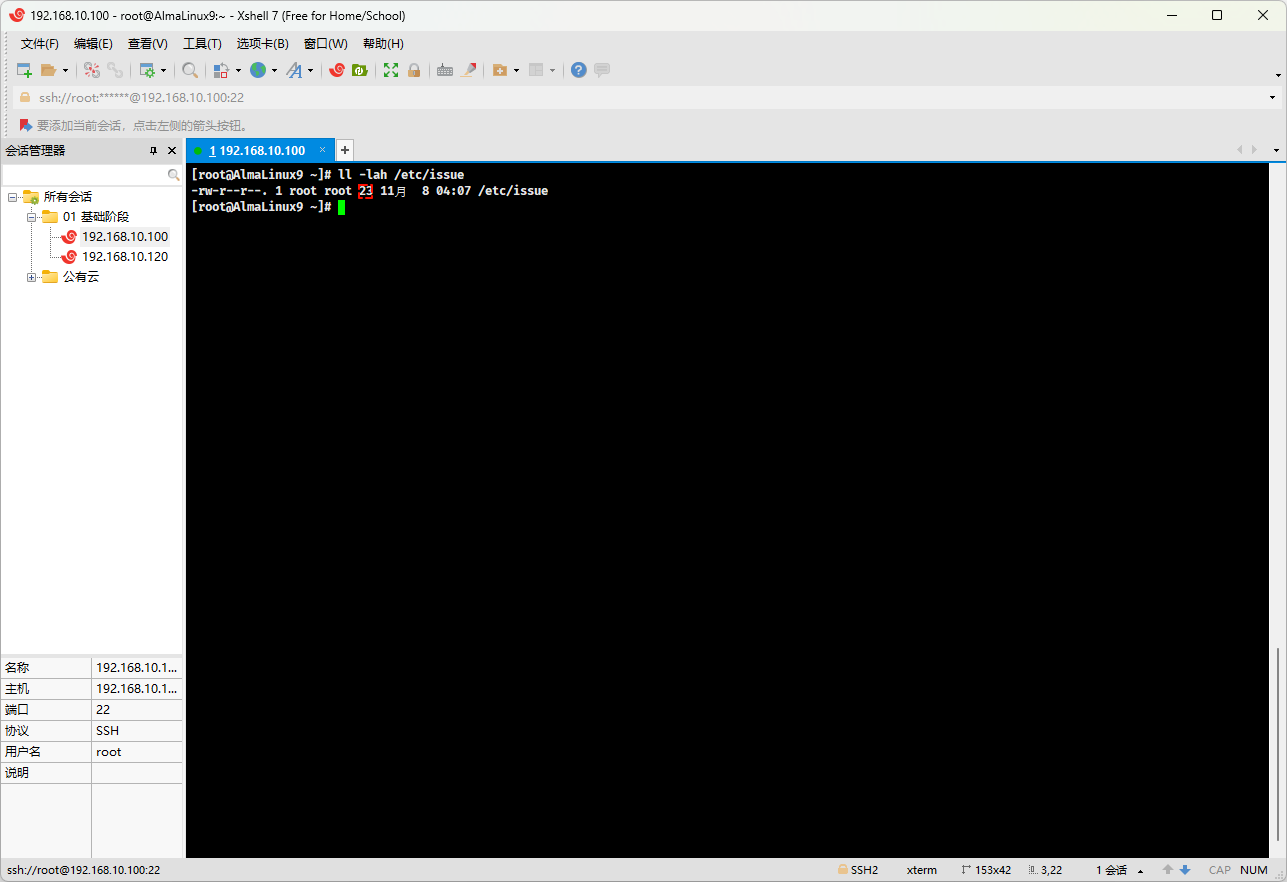 192.168.10.100 - root@AlmaLinux9:~ - Xshell 7 (Free for Home/School)
文件(F) 编辑(E) 查看(V) 工具(T) 选项卡(B) 窗口(W) 帮助(H)
ssh://root:******@192.168.10.100:22
要添加当前会话，点击左侧的箭头按钮。
会话管理器
1 192.168.10.100
[root@AlmaLinux9 ~]# ll -lah /etc/issue
-rw-r--r--. 1 root root 23 11月  8 04:07 /etc/issue
[root@AlmaLinux9 ~]#
所有会话
01 基础阶段
192.168.10.100
192.168.10.120
公有云
名称 192.168.10.1...
主机 192.168.10.1...
端口 22
协议 SSH
用户名 root
说明
ssh://root@192.168.10.100:22 SSH2 xterm 153x42 3,22 1 会话 CAP NUM